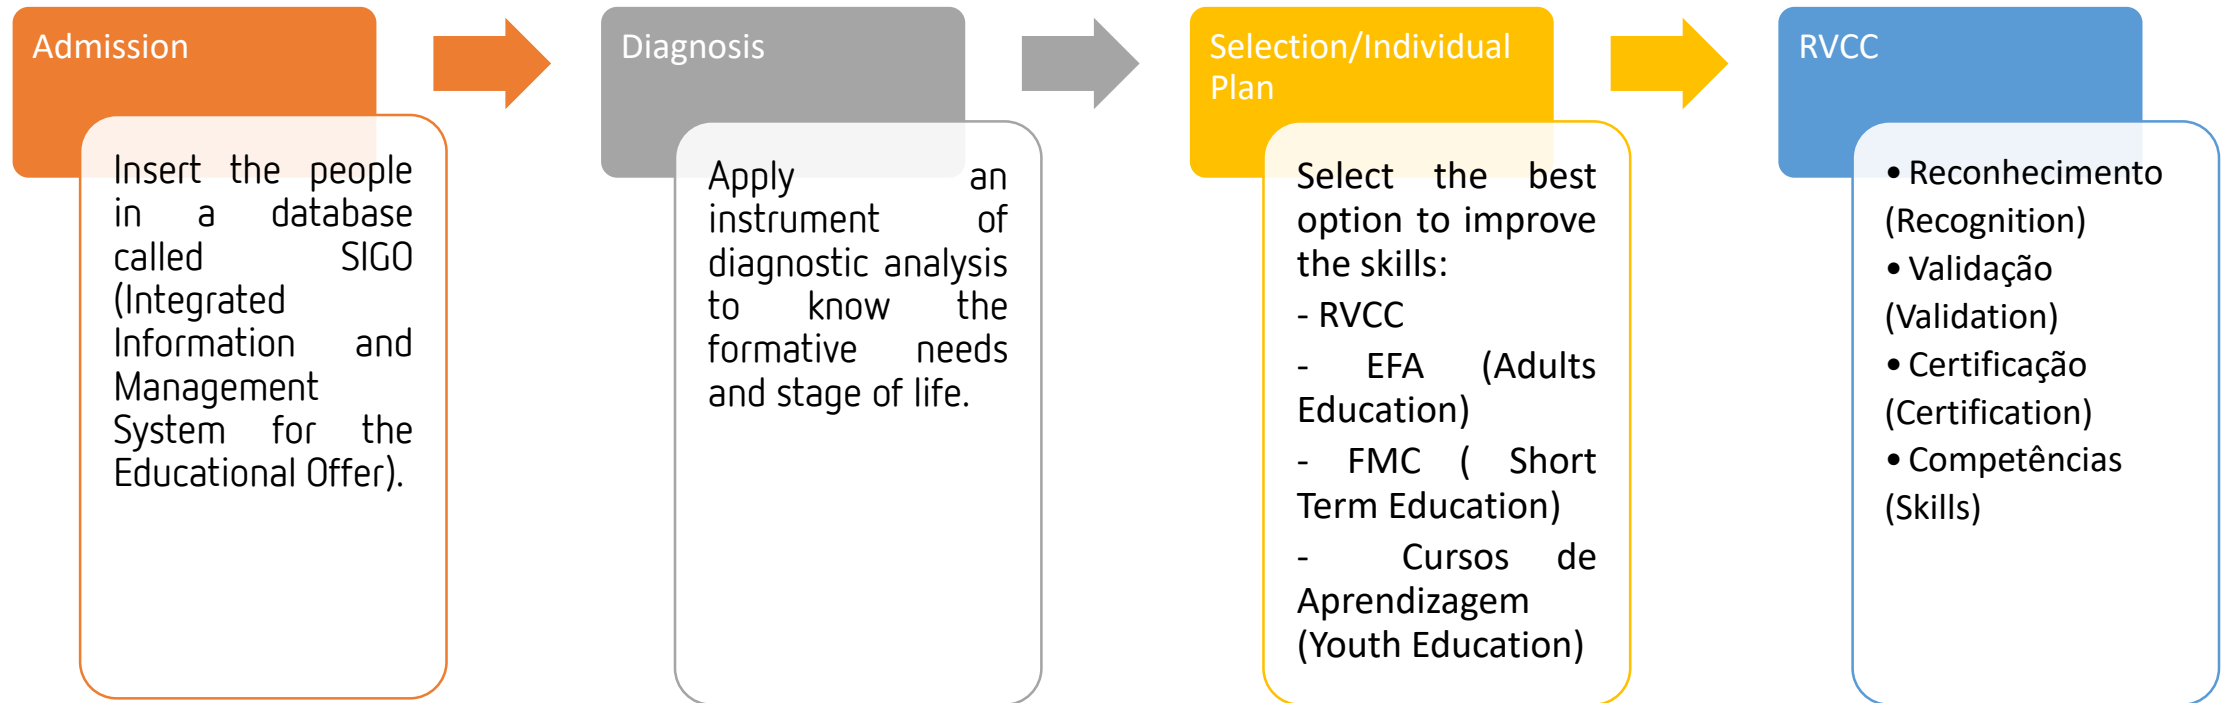 Admission
Insert the people
in a database
called SIGO
(Integrated
Information and
Management
System for the
Educational Offer).
Diagnosis
Apply an
instrument of
diagnostic analysis
to know the
formative needs
and stage of life.
Selection/Individual
Plan
Select the best
option to improve
the skills:
- RVCC
- EFA (Adults
Education)
- FMC ( Short
Term Education)
- Cursos de
Aprendizagem
(Youth Education)
RVCC
• Reconhecimento
(Recognition)
• Validação
(Validation)
• Certificação
(Certification)
• Competências
(Skills)